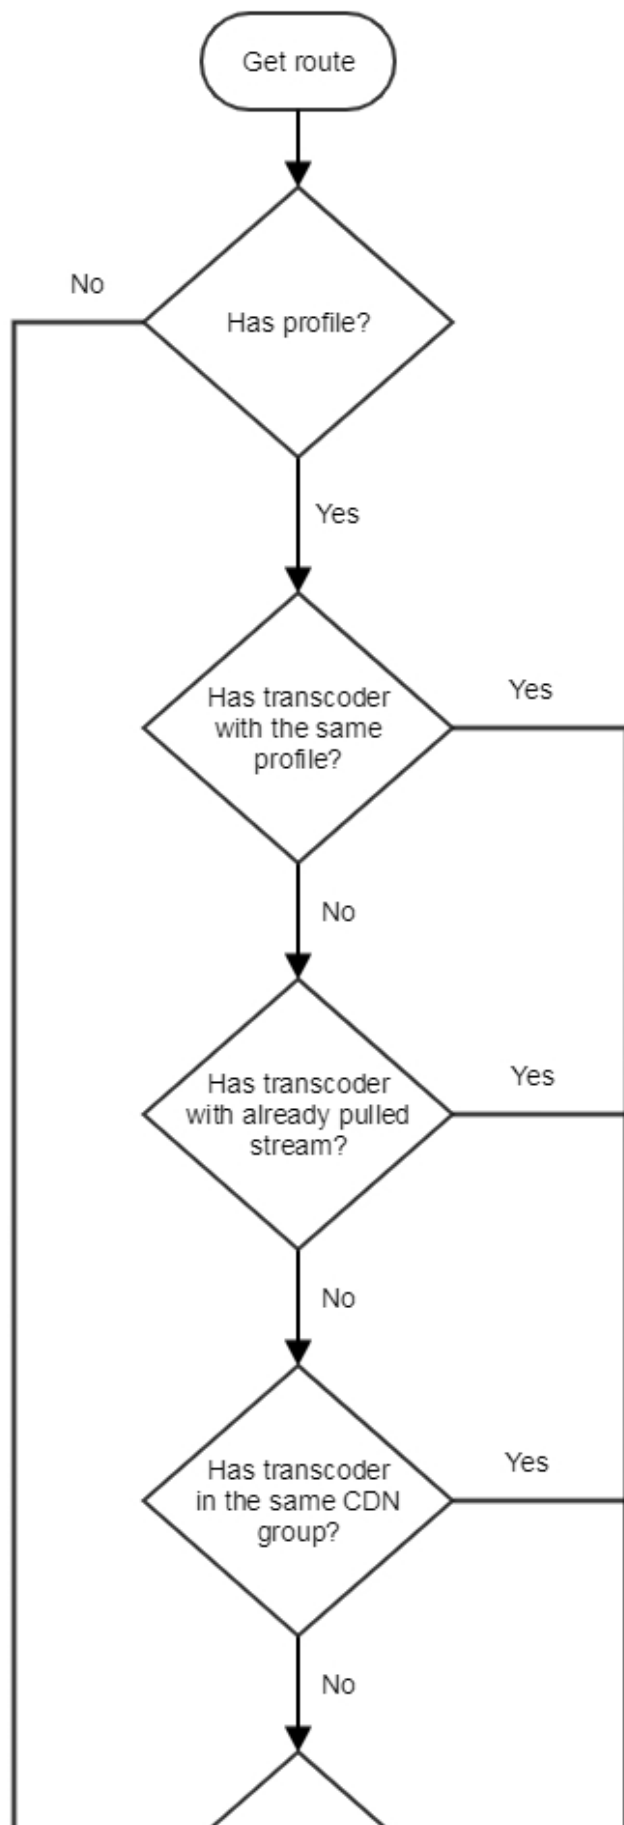 Get route
No
Has profile?
Yes
Has transcoder
with the same
profile?
Yes
No
Has transcoder
with already pulled
stream?
Yes
No
Has transcoder
in the same CDN
group?
Yes
No